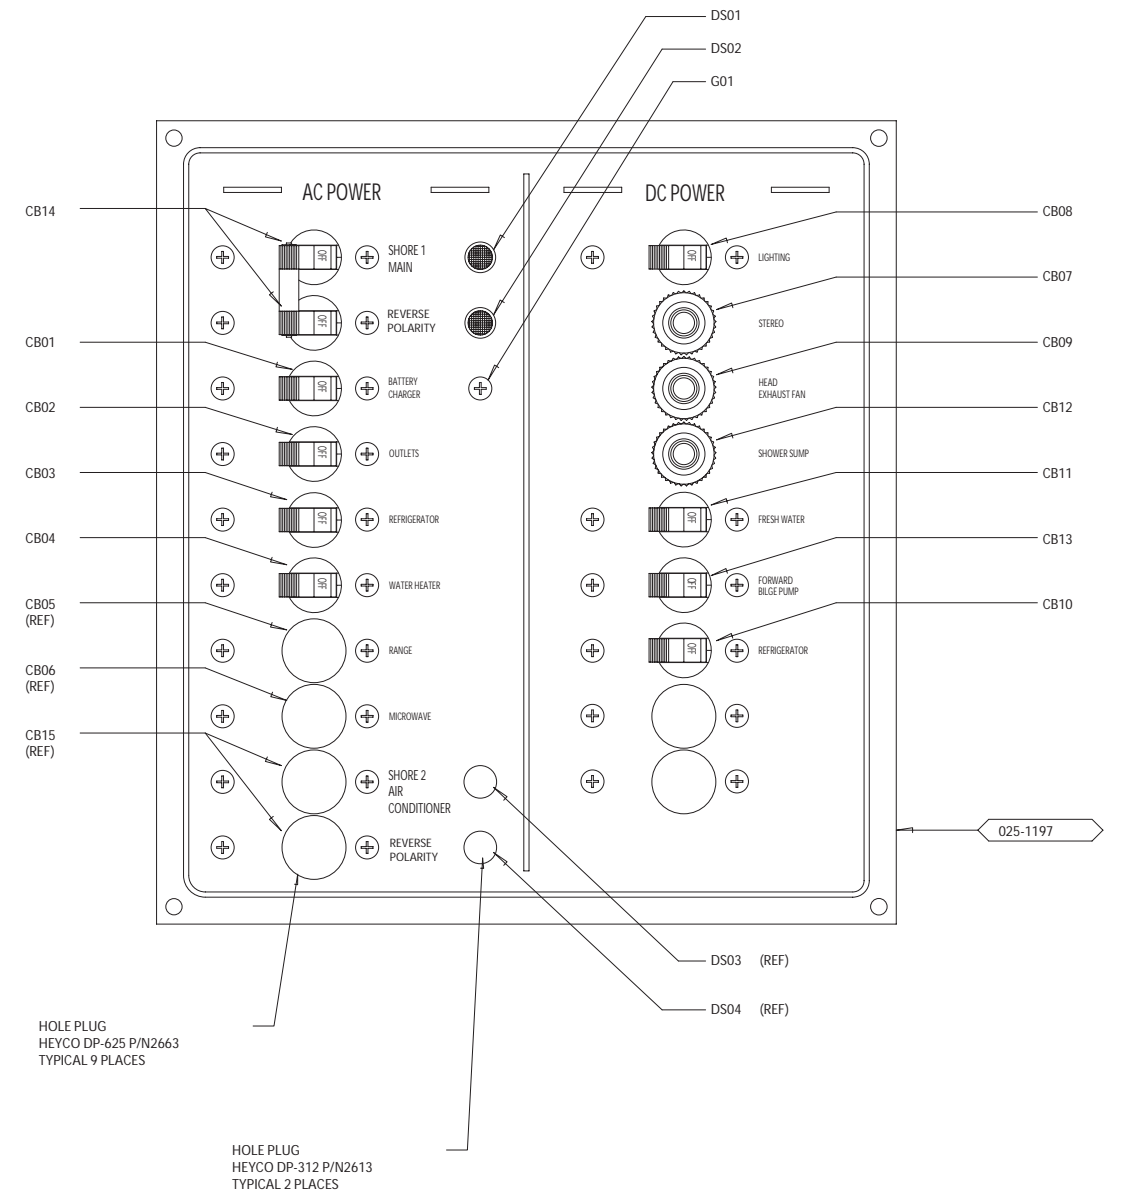 DS01
DS02
G01
AC POWER
DC POWER
CB14
CB08
OFF
SHORE 1
MAIN
OFF
LIGHTING
CB07
OFF
REVERSE
POLARITY
STEREO
CB01
CB09
OFF
BATTERY
CHARGER
HEAD
EXHAUST FAN
CB02
CB12
OFF
OUTLETS
SHOWER SUMP
CB03
CB11
OFF
REFRIGERATOR
OFF
FRESH WATER
CB04
CB13
OFF
WATER HEATER
OFF
FORWARD
BILGE PUMP
CB05
(REF)
CB10
RANGE
OFF
REFRIGERATOR
CB06
(REF)
MICROWAVE
CB15
(REF)
SHORE 2
AIR
CONDITIONER
025-1197
REVERSE
POLARITY
DS03 (REF)
DS04 (REF)
HOLE PLUG
HEYCO DP-625 P/N2663
TYPICAL 9 PLACES
HOLE PLUG
HEYCO DP-312 P/N2613
TYPICAL 2 PLACES